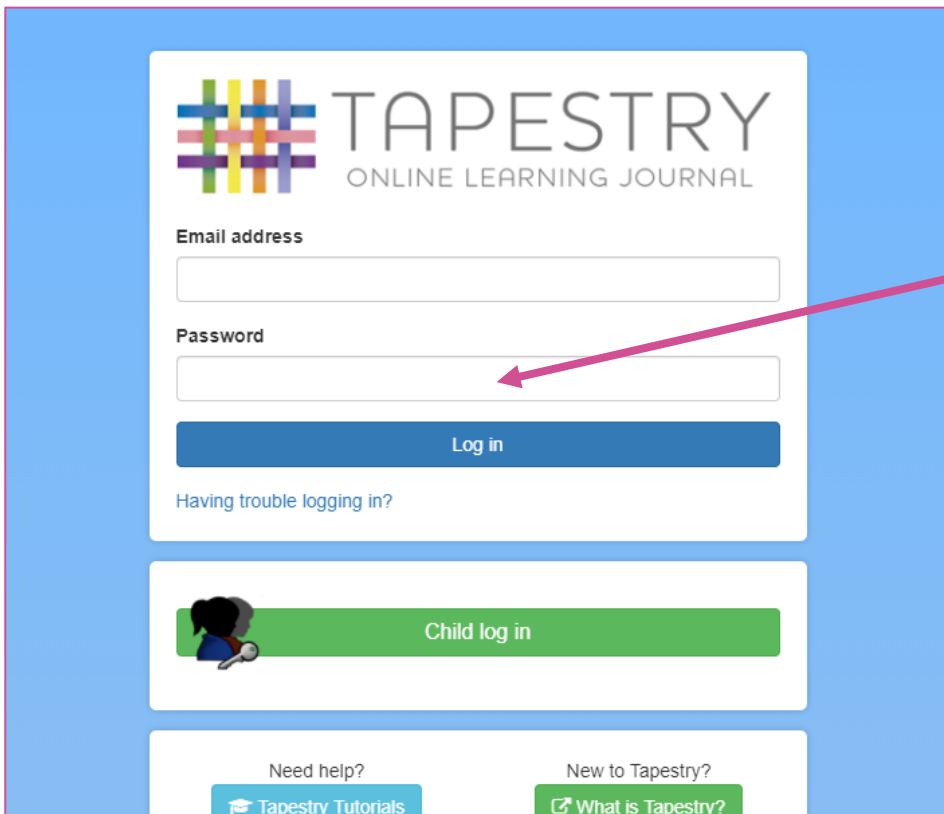 TAPESTRY
ONLINE LEARNING JOURNAL
Email address
Password
Log in
Having trouble logging in?
Child log in
Need help?
New to Tapestry?
Tapestry Tutorials
What is Tapestry?